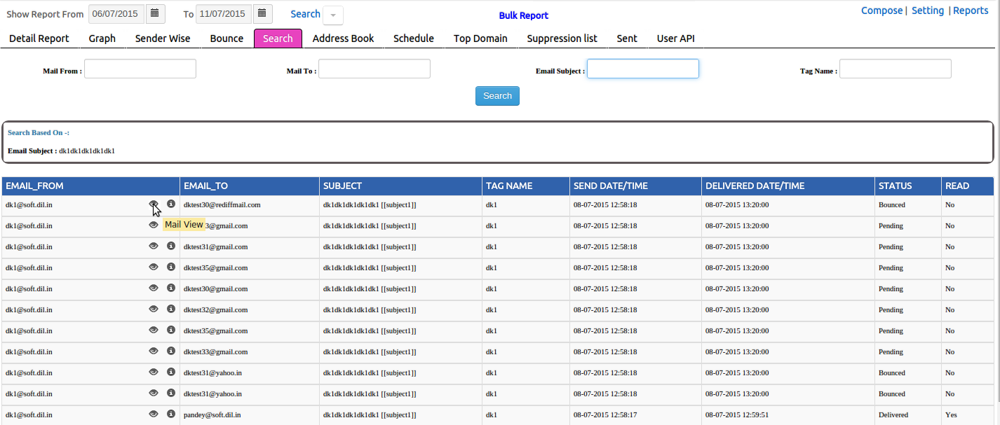 Show Report From 06/07/2015 To 11/07/2015 Search Bulk Report Compose | Setting | Reports
Detail Report Graph Sender Wise Bounce Search Address Book Schedule Top Domain Suppression list Sent User API
Mail From : Mail To : Email Subject : Tag Name :
Search
Search Based On -:
Email Subject : dk1dk1dk1dk1dk1
EMAIL_FROM EMAIL_TO SUBJECT TAG NAME SEND DATE/TIME DELIVERED DATE/TIME STATUS READ
dk1@soft.dil.in dktest30@rediffmail.com dk1dk1dk1dk1dk1 [[subject1]] dk1 08-07-2015 12:58:18 08-07-2015 13:20:00 Bounced No
dk1@soft.dil.in Mail View 3@gmail.com dk1dk1dk1dk1dk1 [[subject1]] dk1 08-07-2015 12:58:18 08-07-2015 13:20:00 Pending No
dk1@soft.dil.in dktest31@gmail.com dk1dk1dk1dk1dk1 [[subject1]] dk1 08-07-2015 12:58:18 08-07-2015 13:20:00 Pending No
dk1@soft.dil.in dktest35@gmail.com dk1dk1dk1dk1dk1 [[subject1]] dk1 08-07-2015 12:58:18 08-07-2015 13:20:00 Pending No
dk1@soft.dil.in dktest30@gmail.com dk1dk1dk1dk1dk1 [[subject1]] dk1 08-07-2015 12:58:18 08-07-2015 13:20:00 Pending No
dk1@soft.dil.in dktest32@gmail.com dk1dk1dk1dk1dk1 [[subject1]] dk1 08-07-2015 12:58:18 08-07-2015 13:20:00 Pending No
dk1@soft.dil.in dktest35@gmail.com dk1dk1dk1dk1dk1 [[subject1]] dk1 08-07-2015 12:58:18 08-07-2015 13:20:00 Pending No
dk1@soft.dil.in dktest33@gmail.com dk1dk1dk1dk1dk1 [[subject1]] dk1 08-07-2015 12:58:18 08-07-2015 13:20:00 Pending No
dk1@soft.dil.in dktest31@yahoo.in dk1dk1dk1dk1dk1 [[subject1]] dk1 08-07-2015 12:58:18 08-07-2015 13:20:00 Bounced No
dk1@soft.dil.in dktest31@yahoo.in dk1dk1dk1dk1dk1 [[subject1]] dk1 08-07-2015 12:58:18 08-07-2015 13:20:00 Bounced No
dk1@soft.dil.in pandey@soft.dil.in dk1dk1dk1dk1dk1 [[subject1]] dk1 08-07-2015 12:58:17 08-07-2015 12:59:51 Delivered Yes